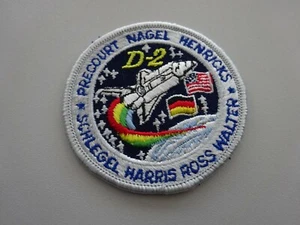 PRECOURT NAGEL HENRICKS
D-2
SCHLEGEL HARRIS ROSS WALTER